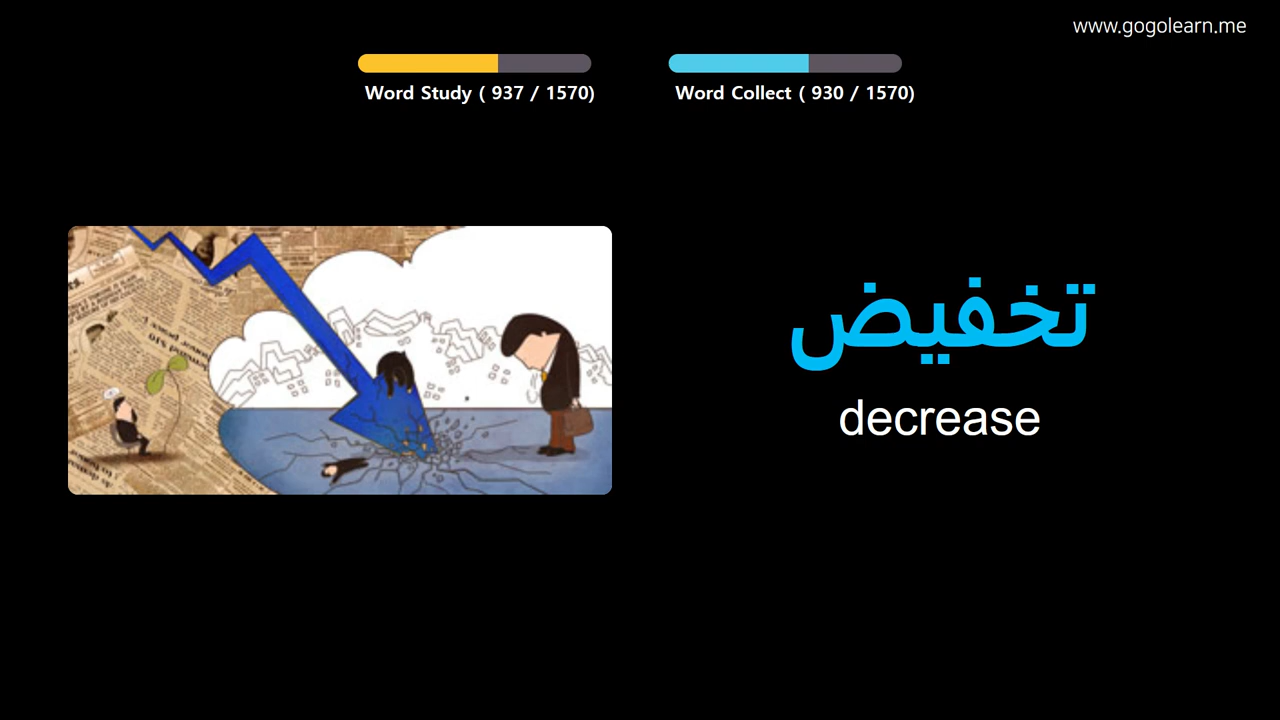 www.gogolearn.me
Word Study ( 937 / 1570)
Word Collect ( 930 / 1570)
تخفيض
decrease